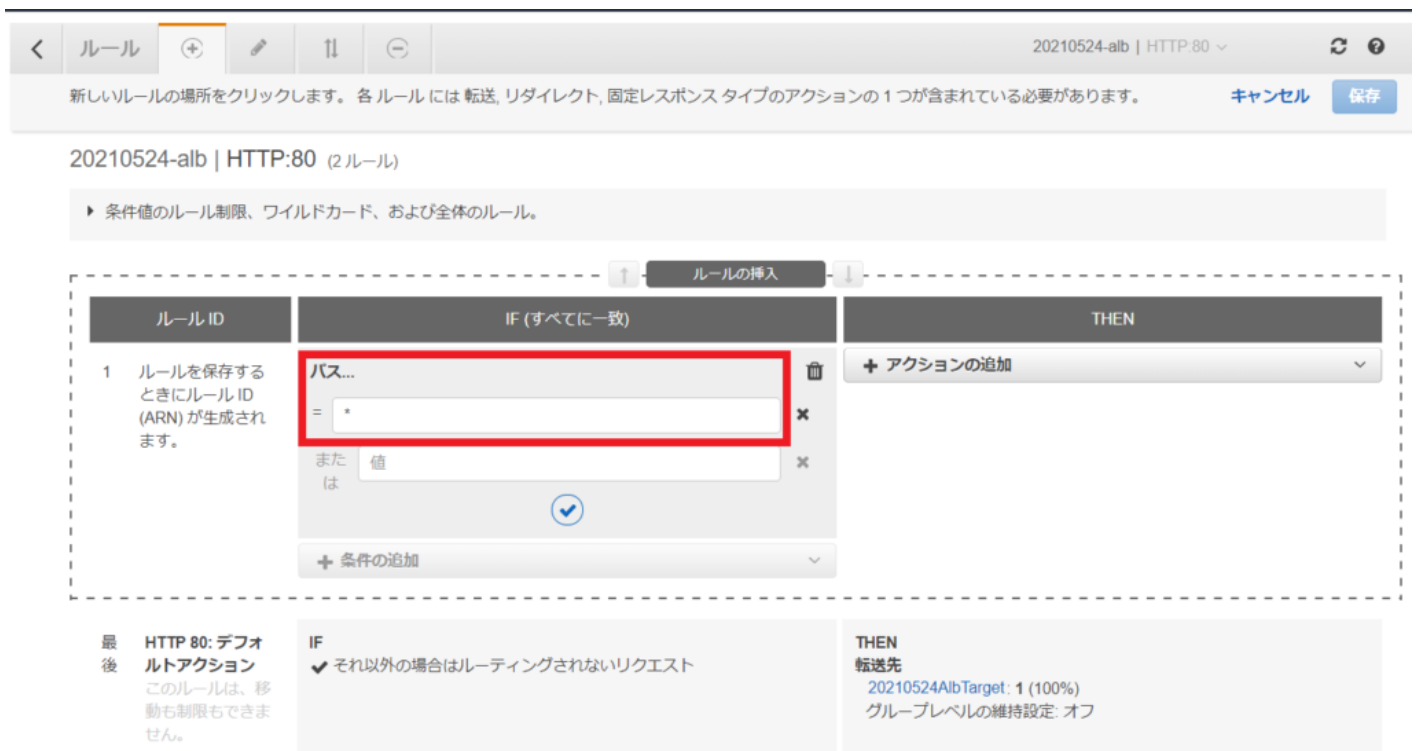 ルール
20210524-alb | HTTP:80
新しいルールの場所をクリックします。 各 ルール には 転送, リダイレクト, 固定レスポンス タイプのアクションの 1 つが含まれている必要があります。
キャンセル
保存
20210524-alb | HTTP:80 (2 ルール)
条件値のルール制限、ワイルドカード、および全体のルール。
ルールの挿入
ルール ID
IF (すべてに一致)
THEN
1
ルールを保存する
ときにルール ID
(ARN) が生成され
ます。
パス...
= *
また
は
値
+ 条件の追加
+ アクションの追加
最
後
HTTP 80: デフォ
ルトアクション
このルールは、移
動も制限もできま
せん。
IF
それ以外の場合はルーティングされないリクエスト
THEN
転送先
20210524AlbTarget: 1 (100%)
グループレベルの維持設定: オフ